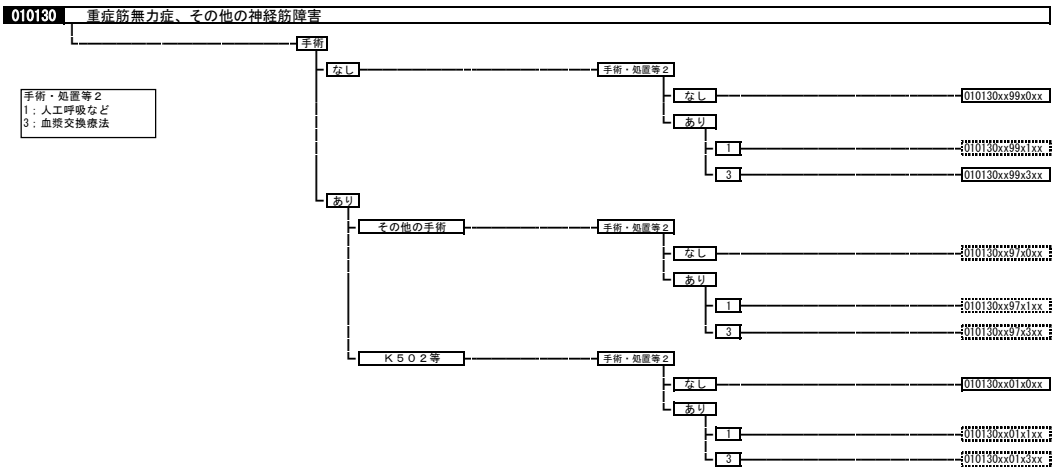 010130 重症筋無力症、その他の神経筋障害
手術
なし 手術・処置等2
手術・処置等2
1;人工呼吸など
3;血漿交換療法
なし 010130xx99x0xx
あり
1 010130xx99x1xx
3 010130xx99x3xx
あり
その他の手術 手術・処置等2
なし 010130xx97x0xx
あり
1 010130xx97x1xx
3 010130xx97x3xx
K502等 手術・処置等2
なし 010130xx01x0xx
あり
1 010130xx01x1xx
3 010130xx01x3xx